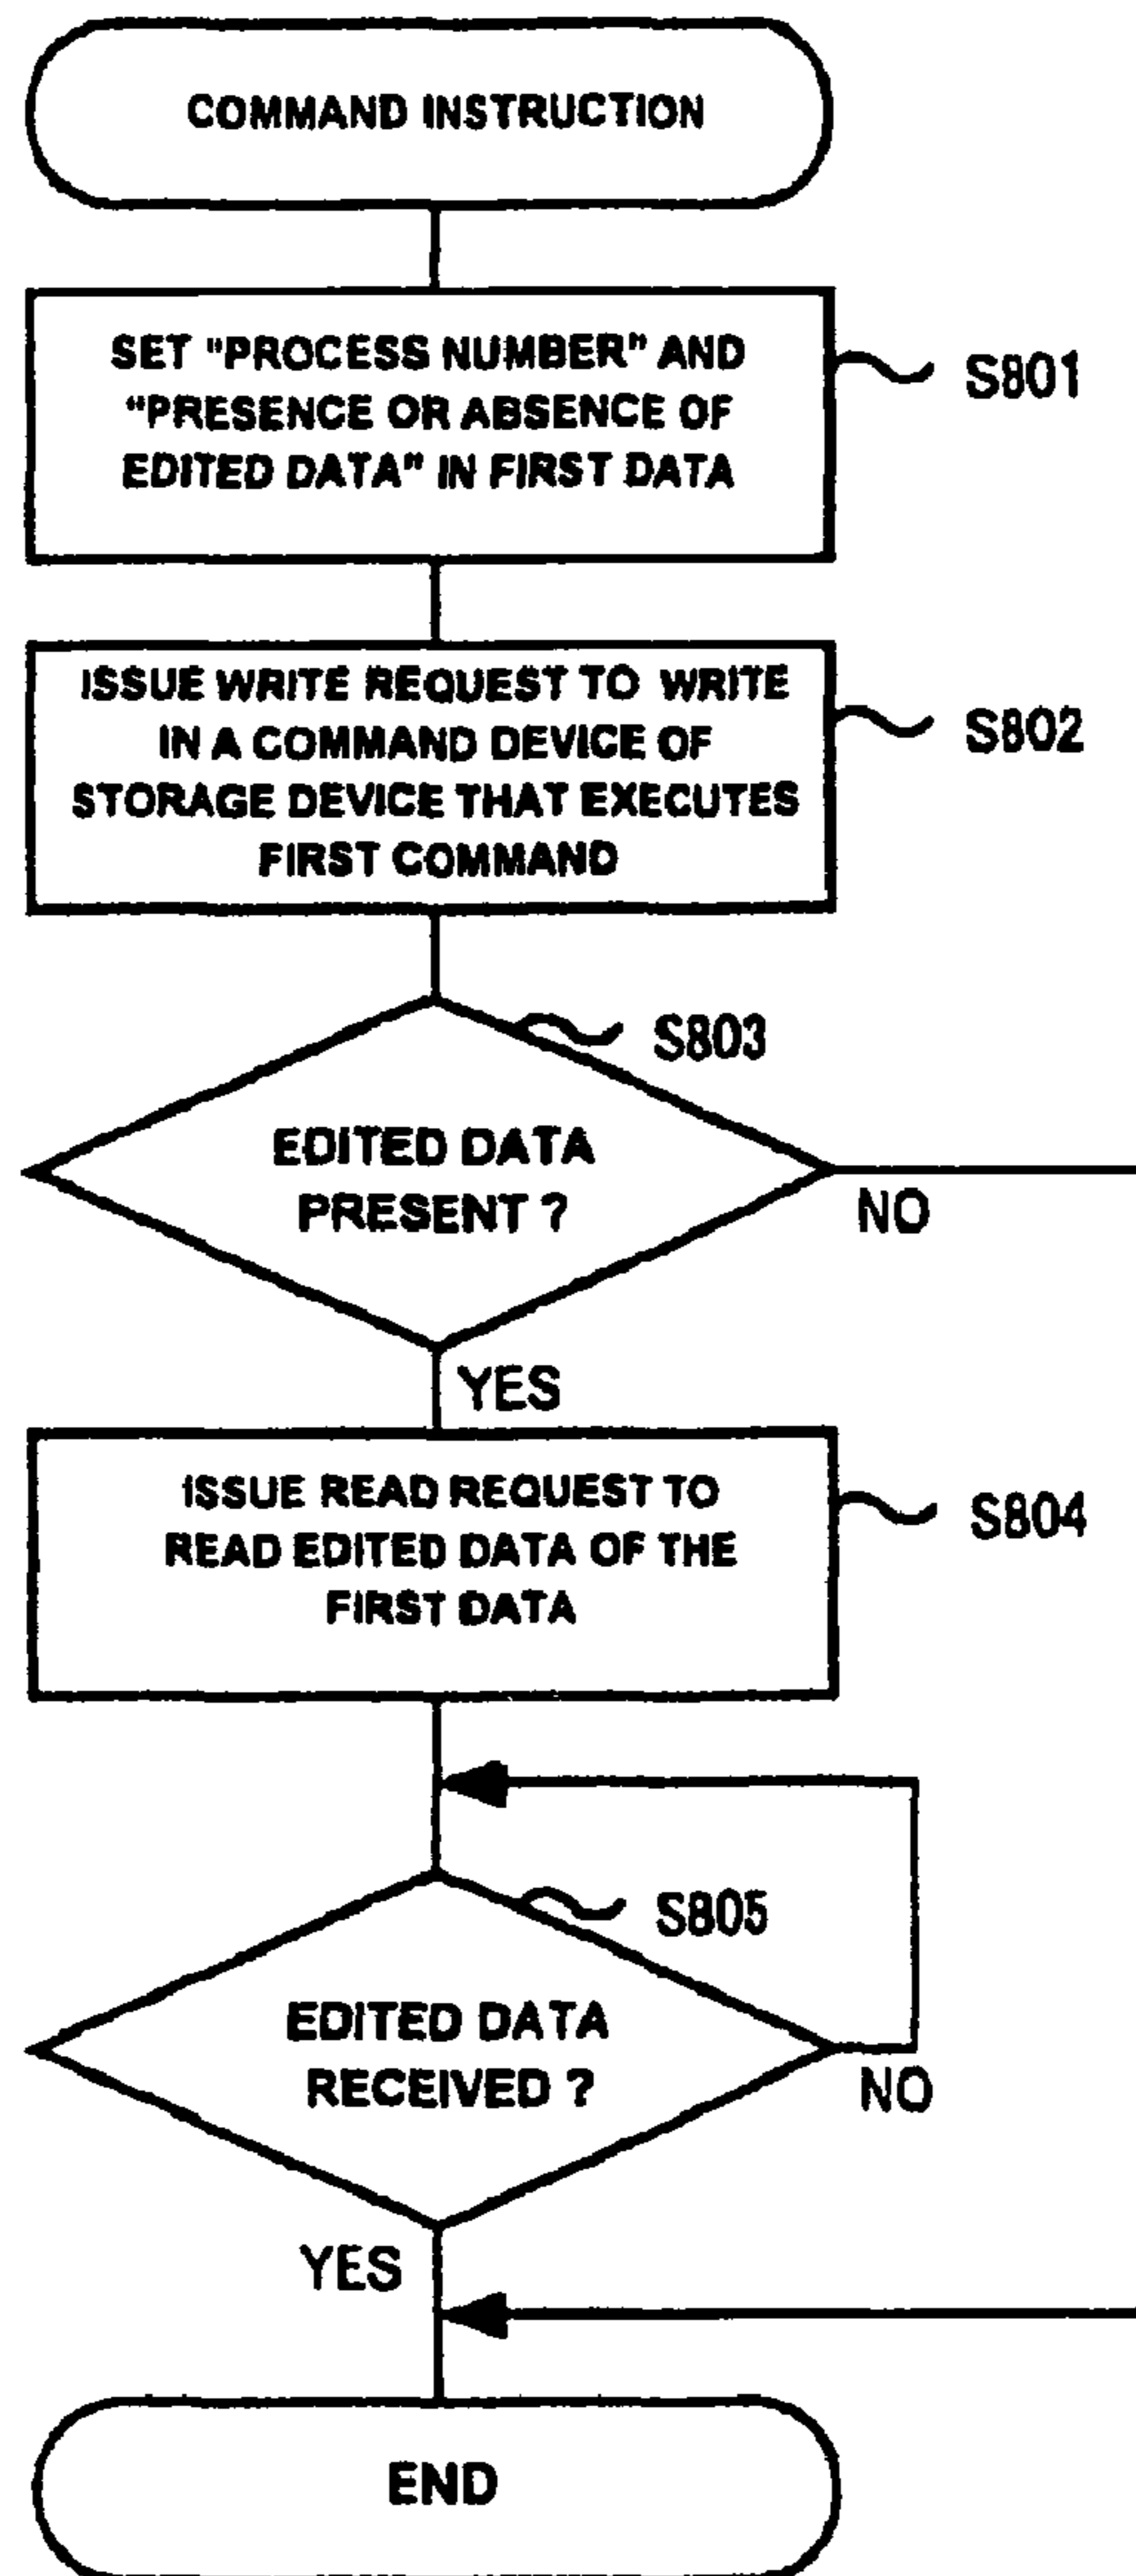 COMMAND INSTRUCTION
SET "PROCESS NUMBER" AND
"PRESENCE OR ABSENCE OF
EDITED DATA" IN FIRST DATA
S801
ISSUE WRITE REQUEST TO WRITE
IN A COMMAND DEVICE OF
STORAGE DEVICE THAT EXECUTES
FIRST COMMAND
S802
S803
EDITED DATA
PRESENT ?
NO
YES
ISSUE READ REQUEST TO
READ EDITED DATA OF THE
FIRST DATA
S804
S805
EDITED DATA
RECEIVED ?
NO
YES
END